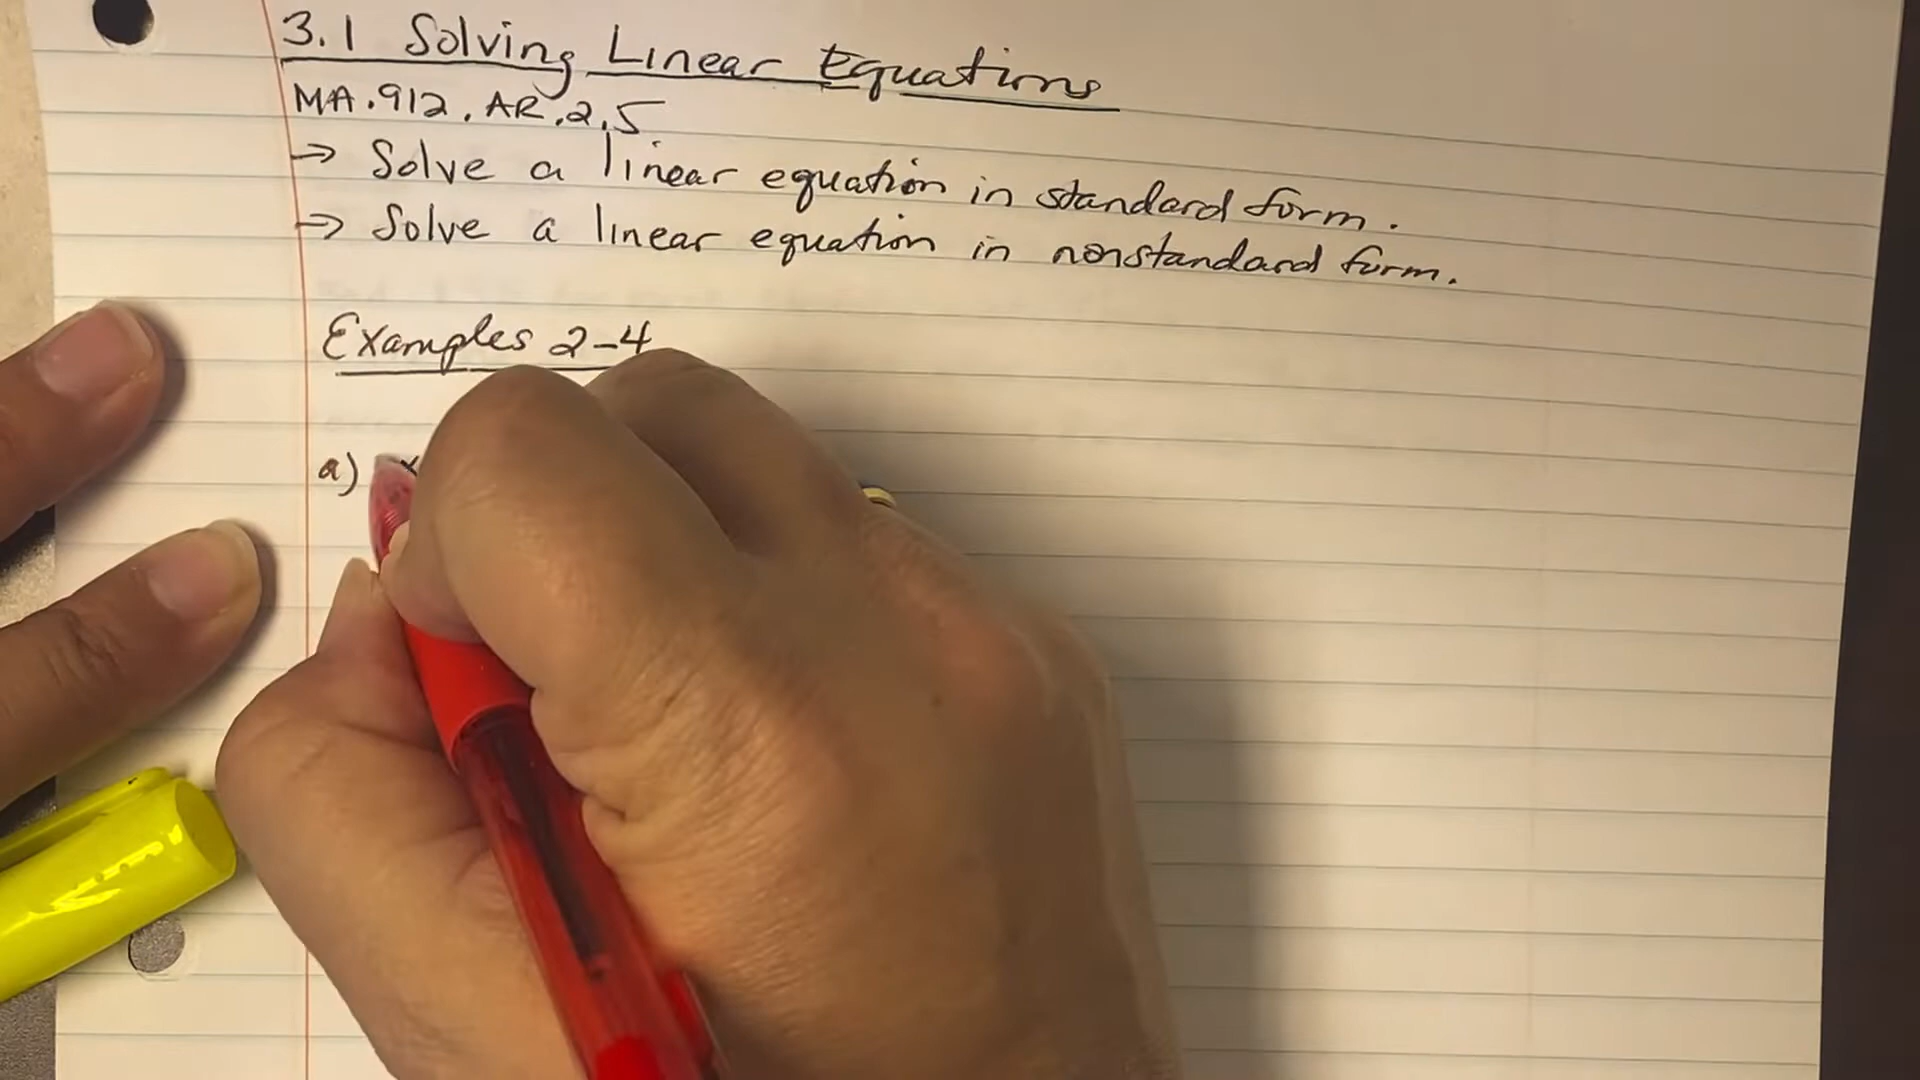 3.1 Solving Linear Equations
MA.912.AR.2.5
→ Solve a linear equation in standard form.
→ Solve a linear equation in nonstandard form.
Examples 2-4
a) x